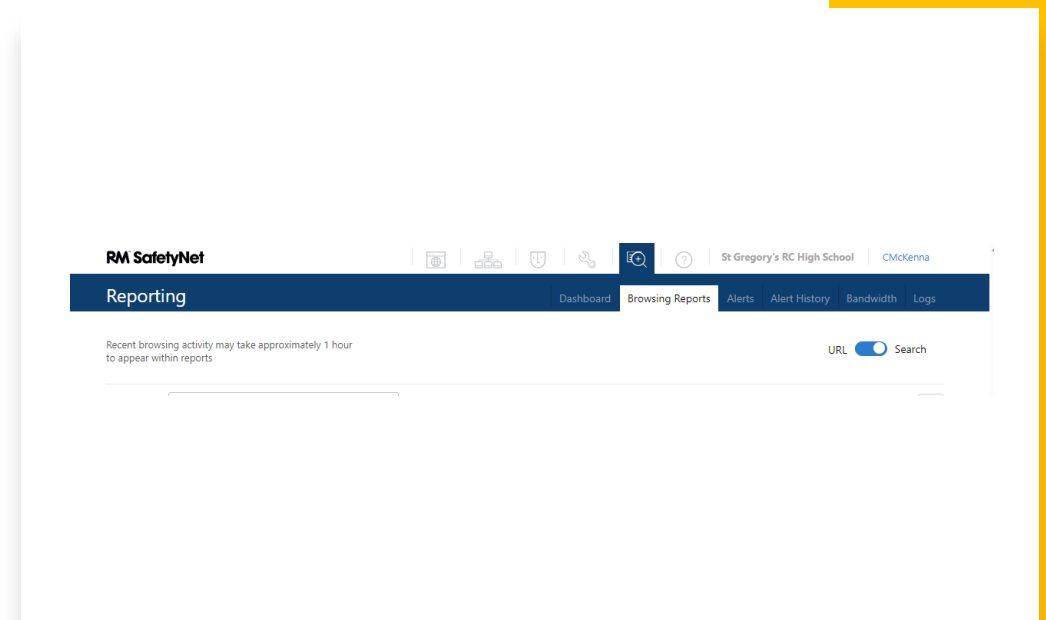 RM SafetyNet
St Gregory's RC High School
CMcKenna
Reporting
Dashboard
Browsing Reports
Alerts
Alert History
Bandwidth
Logs
Recent browsing activity may take approximately 1 hour
to appear within reports
URL
Search